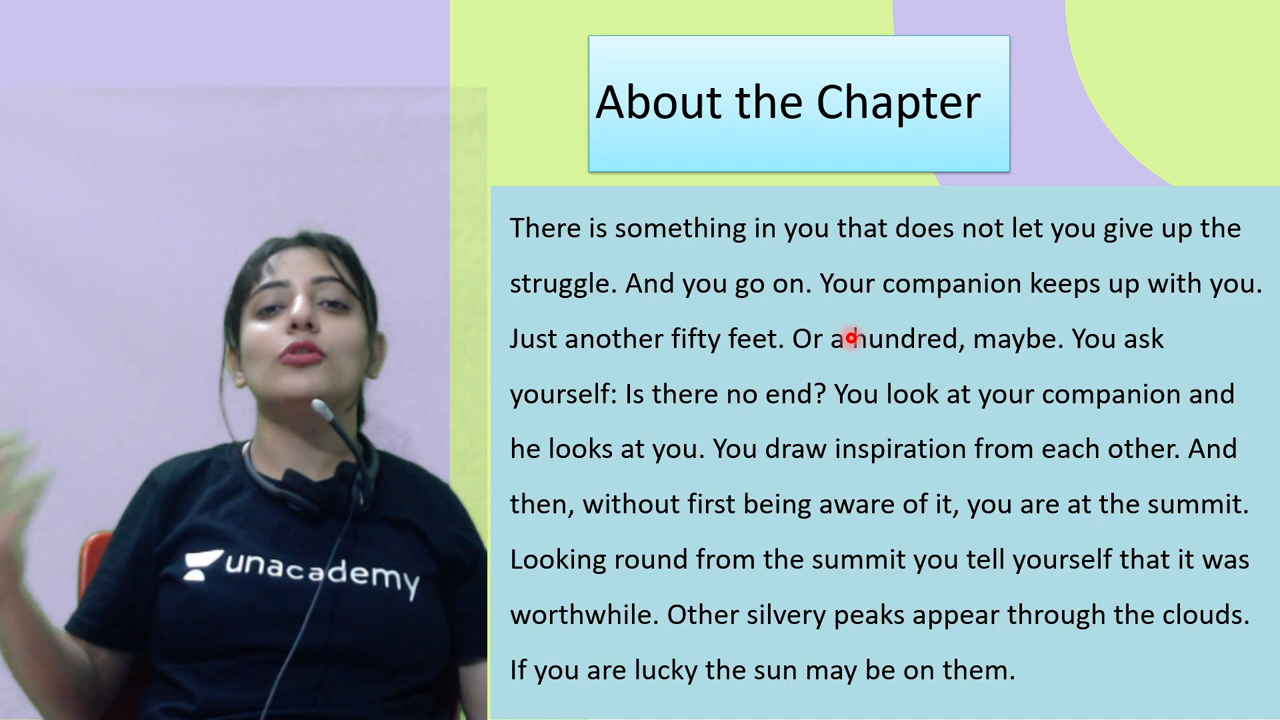 About the Chapter
There is something in you that does not let you give up the
struggle. And you go on. Your companion keeps up with you.
Just another fifty feet. Or a hundred, maybe. You ask
yourself: Is there no end? You look at your companion and
he looks at you. You draw inspiration from each other. And
then, without first being aware of it, you are at the summit.
Looking round from the summit you tell yourself that it was
worthwhile. Other silvery peaks appear through the clouds.
If you are lucky the sun may be on them.
unacademy